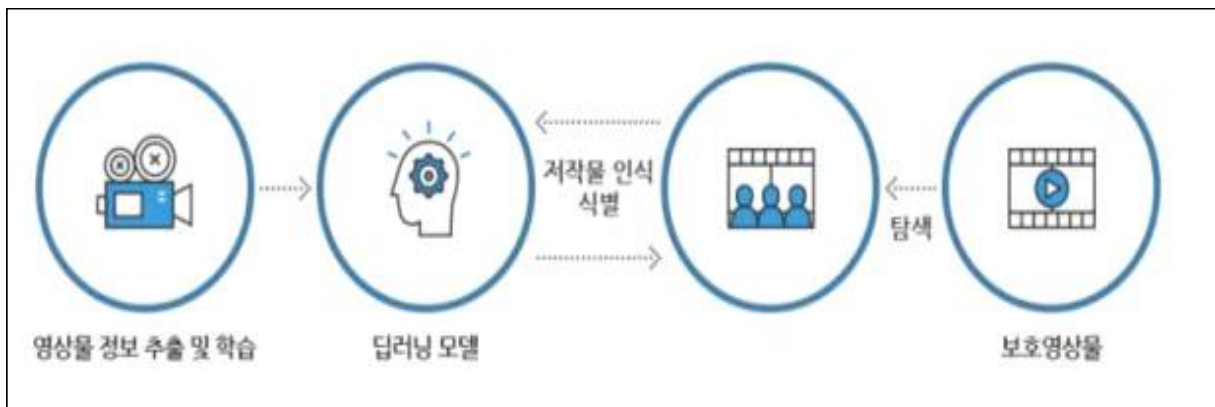 저작물 인식
식별
탐색
영상물 정보 추출 및 학습
딥러닝 모델
보호영상물